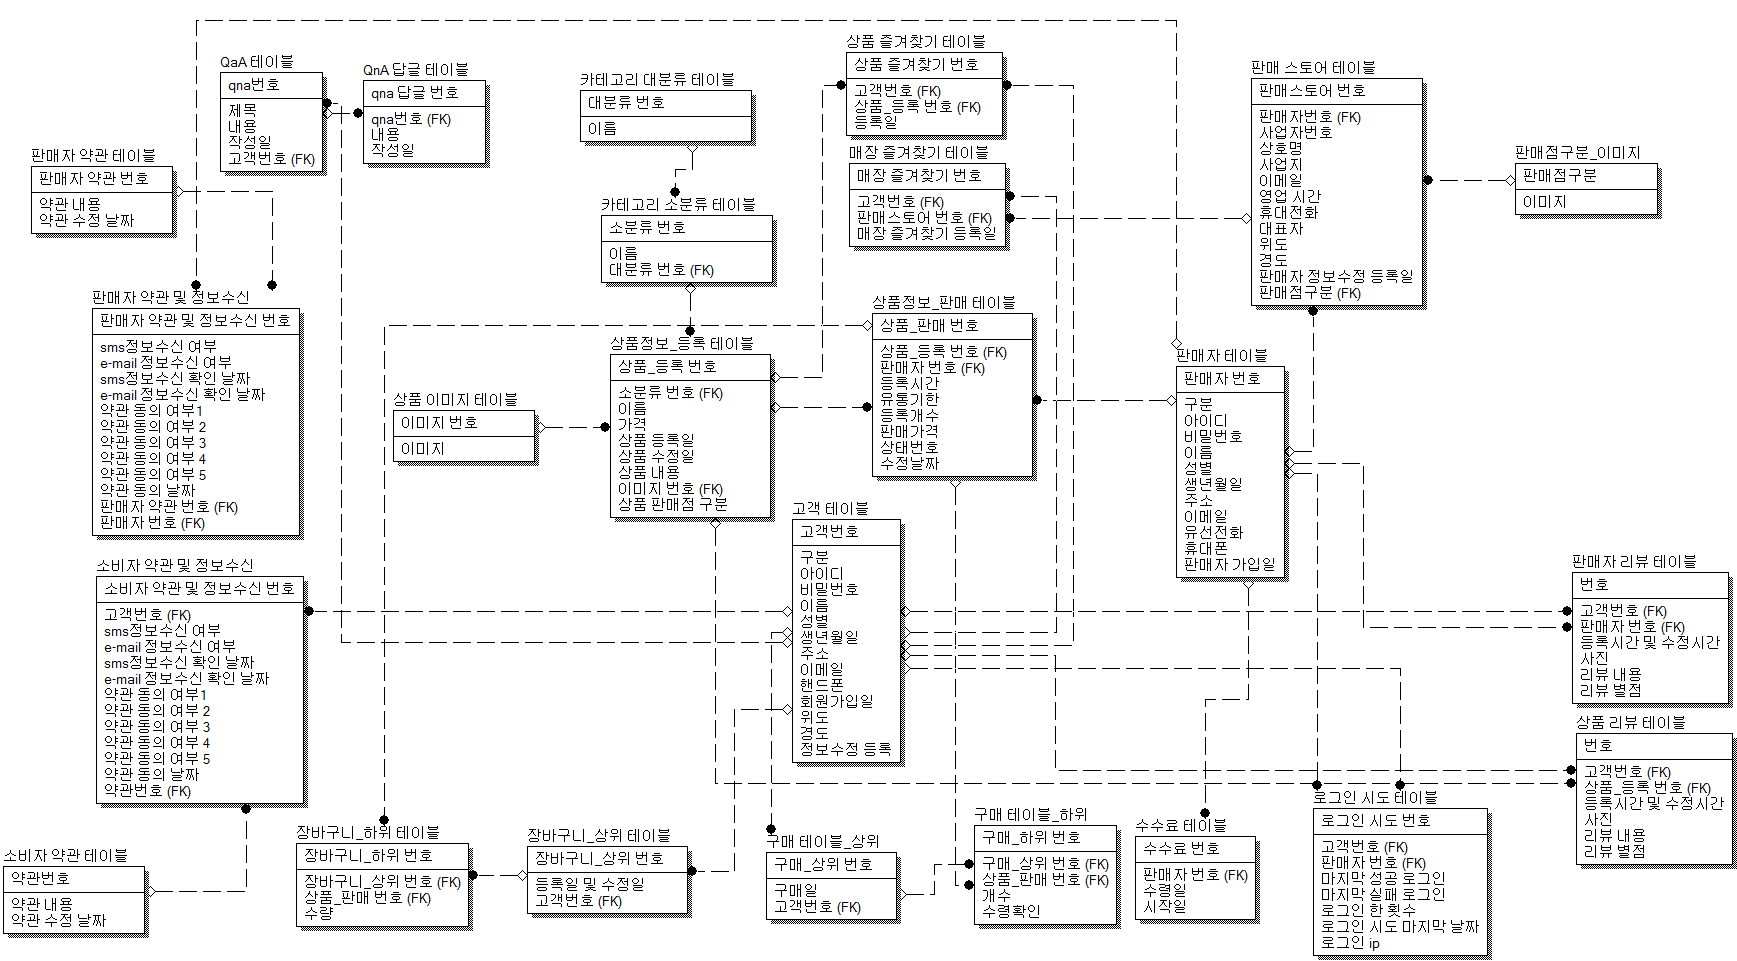 QaA 테이블
qna번호
제목
내용
작성일
고객번호 (FK)
QnA 답글 테이블
qna 답글 번호
qna번호 (FK)
내용
작성일
카테고리 대분류 테이블
대분류 번호
이름
상품 즐겨찾기 테이블
상품 즐겨찾기 번호
고객번호 (FK)
상품_등록 번호 (FK)
등록일
판매 스토어 테이블
판매스토어 번호
판매자번호 (FK)
사업자번호
상호명
사업지
이메일
영업 시간
휴대전화
대표자
위도
경도
판매자 정보수정 등록일
판매점구분 (FK)
판매점구분_이미지
판매점구분
이미지
판매자 약관 테이블
판매자 약관 번호
약관 내용
약관 수정 날짜
매장 즐겨찾기 테이블
매장 즐겨찾기 번호
고객번호 (FK)
판매스토어 번호 (FK)
매장 즐겨찾기 등록일
카테고리 소분류 테이블
소분류 번호
이름
대분류 번호 (FK)
판매자 약관 및 정보수신
판매자 약관 및 정보수신 번호
sms정보수신 여부
e-mail 정보수신 여부
sms정보수신 확인 날짜
e-mail 정보수신 확인 날짜
약관 동의 여부1
약관 동의 여부 2
약관 동의 여부 3
약관 동의 여부 4
약관 동의 여부 5
약관 동의 날짜
판매자 약관 번호 (FK)
판매자 번호 (FK)
상품정보_등록 테이블
상품_등록 번호
소분류 번호 (FK)
이름
가격
상품 등록일
상품 수정일
상품 내용
이미지 번호 (FK)
상품 판매점 구분
상품정보_판매 테이블
상품_판매 번호
상품_등록 번호 (FK)
판매자 번호 (FK)
등록시간
유통기한
등록개수
판매가격
상태번호
수정날짜
판매자 테이블
판매자 번호
구분
아이디
비밀번호
이름
성별
생년월일
주소
이메일
유선전화
휴대폰
판매자 가입일
상품 이미지 테이블
이미지 번호
이미지
고객 테이블
고객번호
구분
아이디
비밀번호
이름
성별
생년월일
주소
이메일
핸드폰
회원가입일
위도
경도
정보수정 등록
소비자 약관 및 정보수신
소비자 약관 및 정보수신 번호
고객번호 (FK)
sms정보수신 여부
e-mail 정보수신 여부
sms정보수신 확인 날짜
e-mail 정보수신 확인 날짜
약관 동의 여부1
약관 동의 여부 2
약관 동의 여부 3
약관 동의 여부 4
약관 동의 여부 5
약관 동의 날짜
약관번호 (FK)
판매자 리뷰 테이블
번호
고객번호 (FK)
판매자 번호 (FK)
등록시간 및 수정시간
사진
리뷰 내용
리뷰 별점
상품 리뷰 테이블
번호
고객번호 (FK)
상품_등록 번호 (FK)
등록시간 및 수정시간
사진
리뷰 내용
리뷰 별점
소비자 약관 테이블
약관번호
약관 내용
약관 수정 날짜
장바구니_하위 테이블
장바구니_하위 번호
장바구니_상위 번호 (FK)
상품_판매 번호 (FK)
수량
장바구니_상위 테이블
장바구니_상위 번호
등록일 및 수정일
고객번호 (FK)
구매 테이블_상위
구매_상위 번호
구매일
고객번호 (FK)
구매 테이블_하위
구매_하위 번호
구매_상위 번호 (FK)
상품_판매 번호 (FK)
개수
수령확인
수수료 테이블
수수료 번호
판매자 번호 (FK)
수령일
시작일
로그인 시도 테이블
로그인 시도 번호
고객번호 (FK)
판매자 번호 (FK)
마지막 성공 로그인
마지막 실패 로그인
로그인 한 횟수
로그인 시도 마지막 날짜
로그인 ip